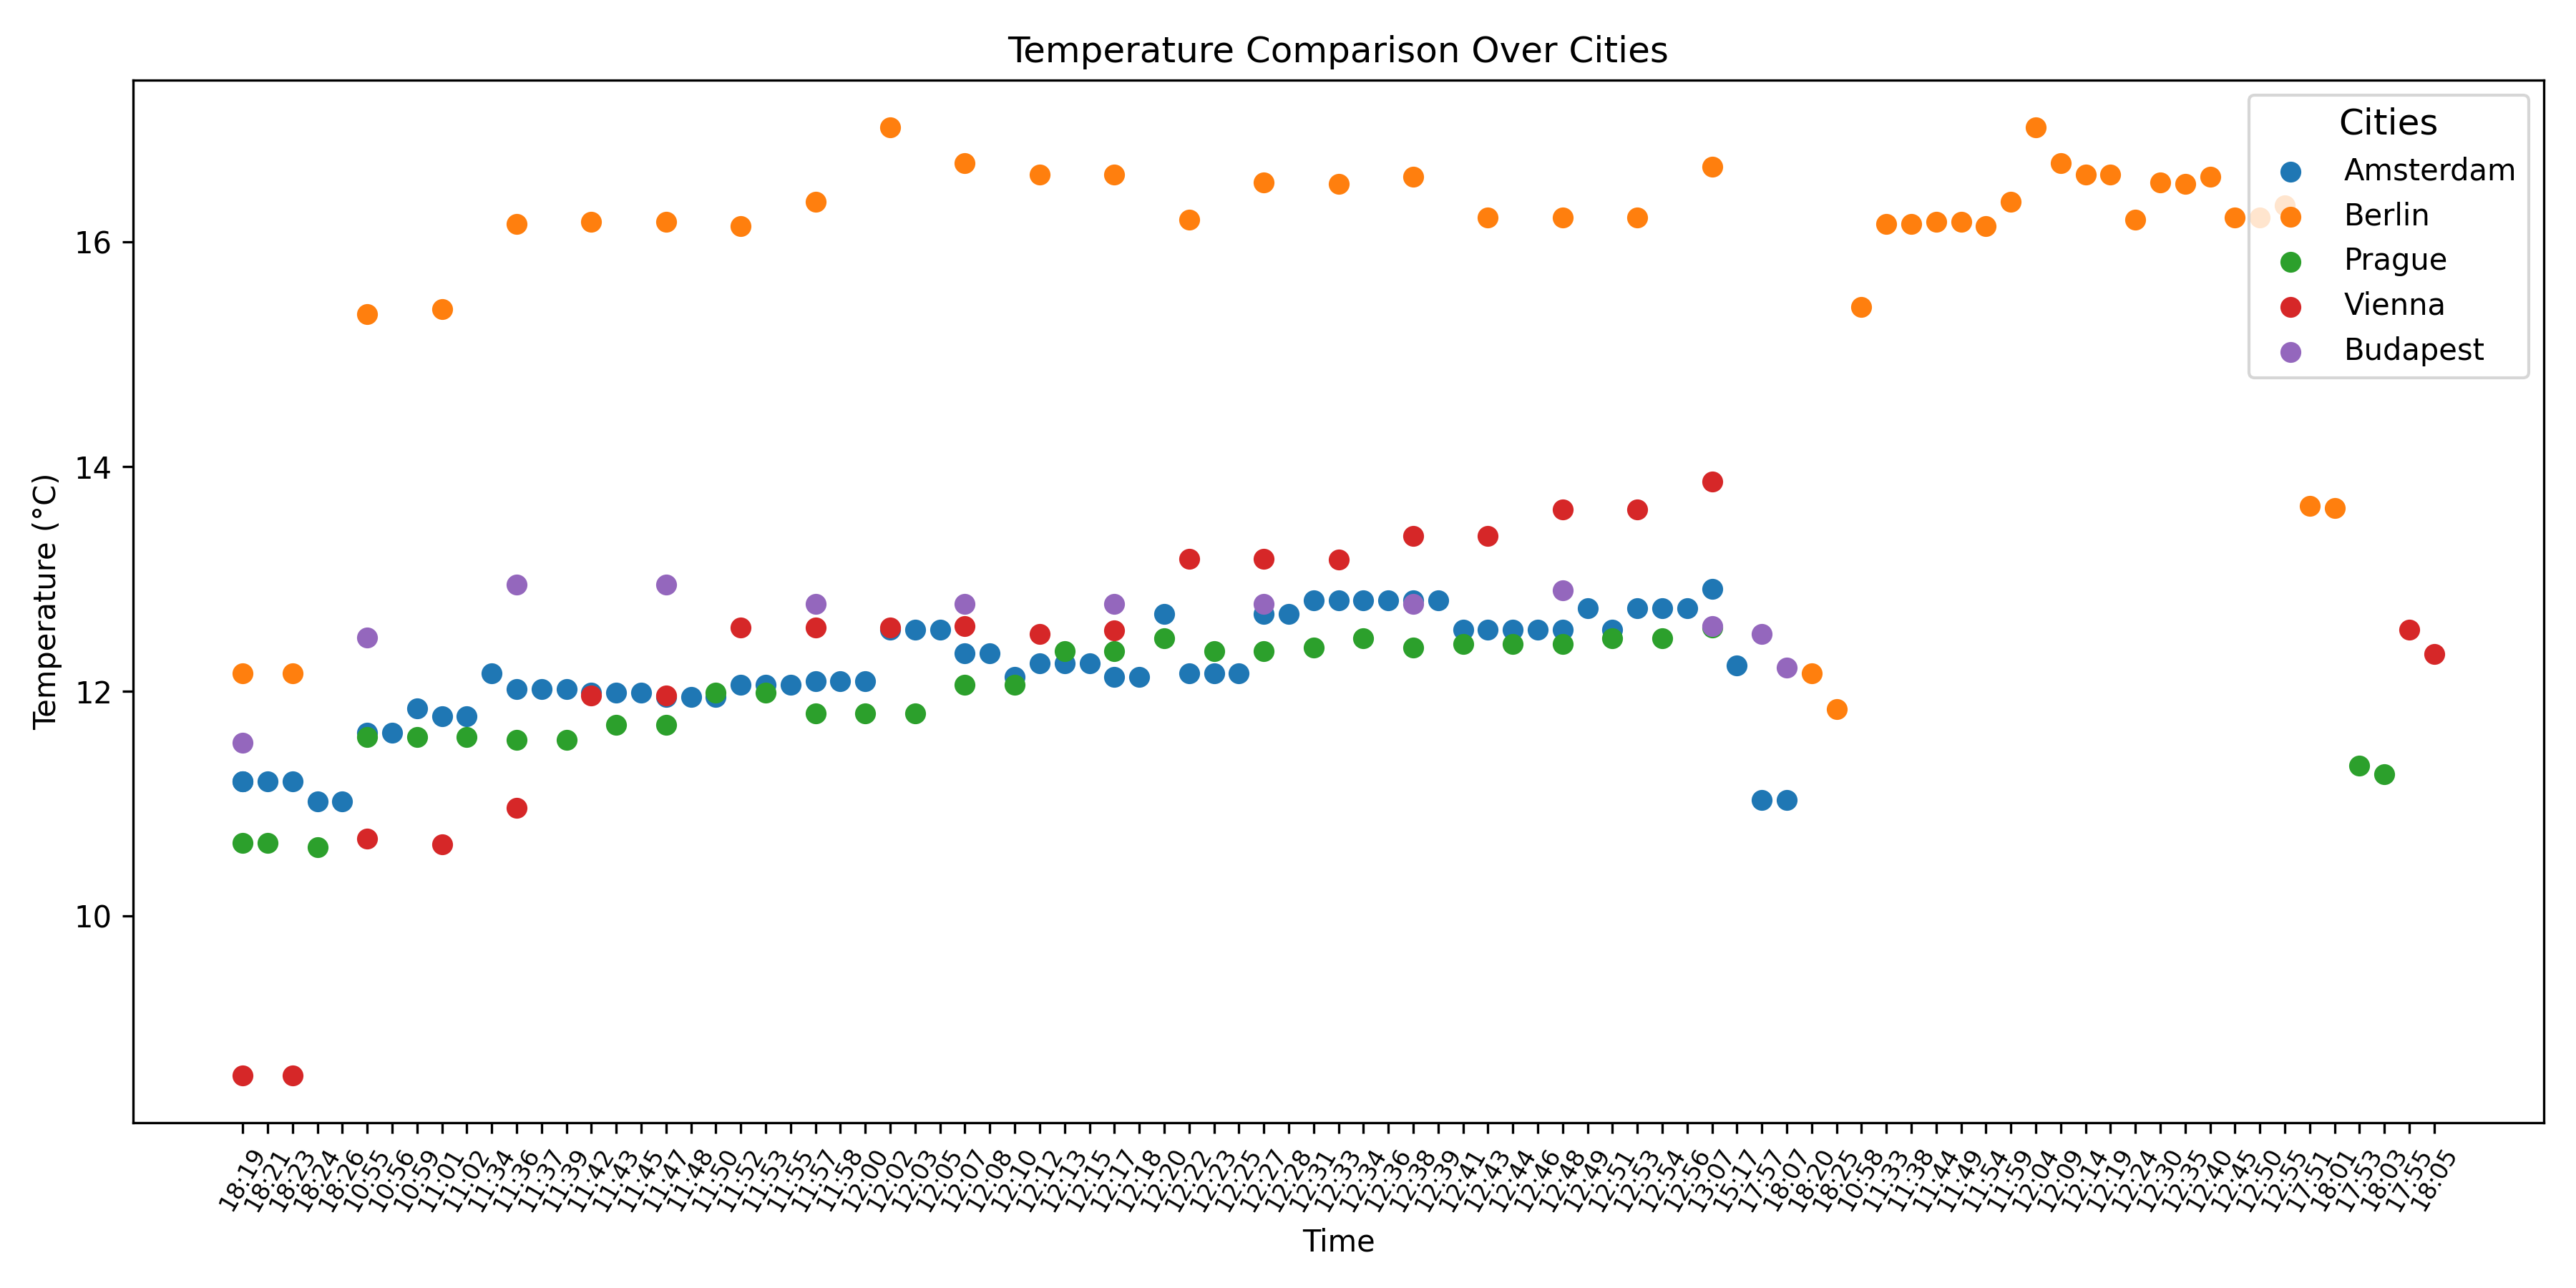 Temperature Comparison Over Cities
Cities
Amsterdam
Berlin
Prague
Vienna
Budapest
Temperature (°C)
16
14
12
10
18:19 18:21 18:23 18:24 18:26 10:55 10:56 10:59 11:01 11:02 11:34 11:36 11:37 11:39 11:42 11:43 11:45 11:47 11:48 11:50 11:52 11:53 11:55 11:57 11:58 12:00 12:02 12:03 12:05 12:07 12:08 12:10 12:12 12:13 12:15 12:17 12:18 12:20 12:22 12:23 12:25 12:27 12:28 12:31 12:33 12:34 12:36 12:38 12:39 12:41 12:43 12:44 12:46 12:48 12:49 12:51 12:53 12:54 12:56 13:07 15:17 17:57 18:07 18:20 18:25 10:58 11:33 11:38 11:44 11:49 11:54 11:59 12:04 12:09 12:14 12:19 12:24 12:30 12:35 12:40 12:45 12:50 12:55 17:51 18:01 17:53 18:03 17:55 18:05
Time